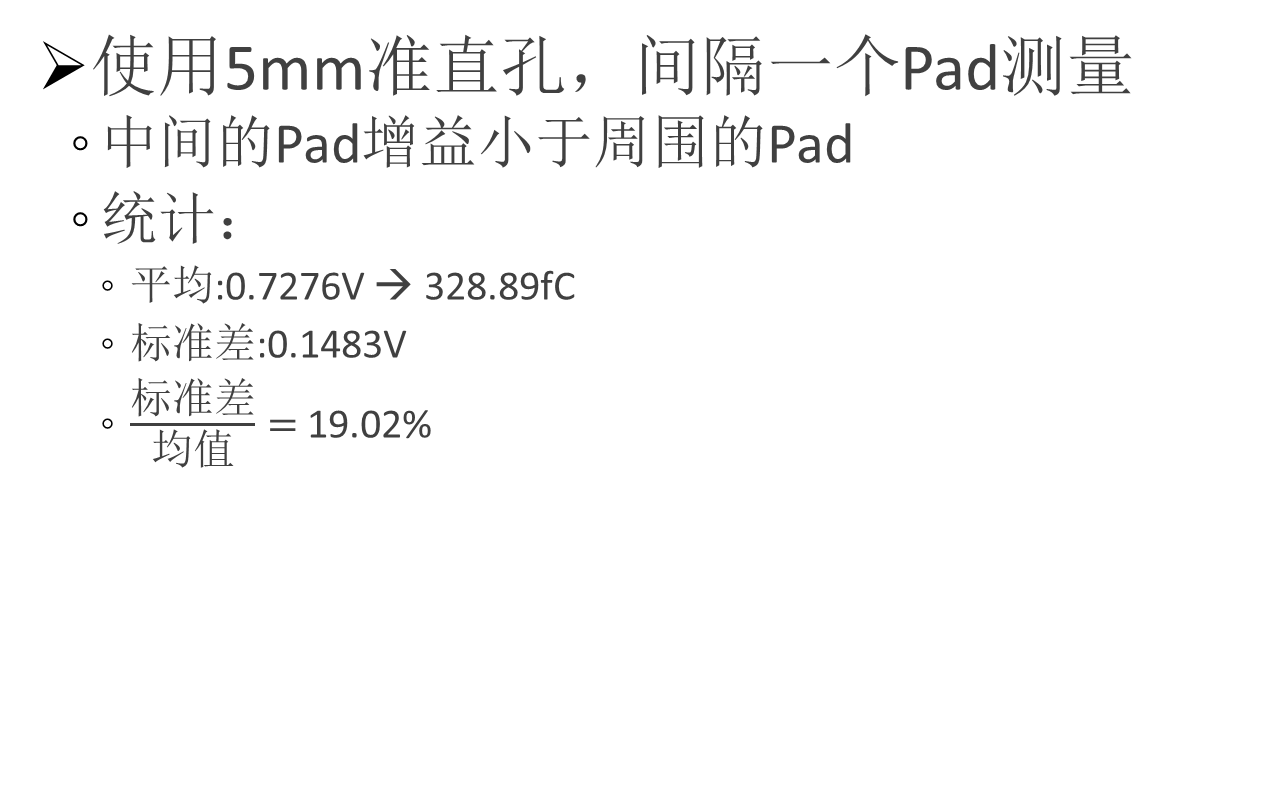 ➢使用5mm准直孔，间隔一个Pad测量
◦中间的Pad增益小于周围的Pad
◦统计：
◦ 平均:0.7276V → 328.89fC
◦ 标准差:0.1483V
◦ 标准差
均值
= 19.02%